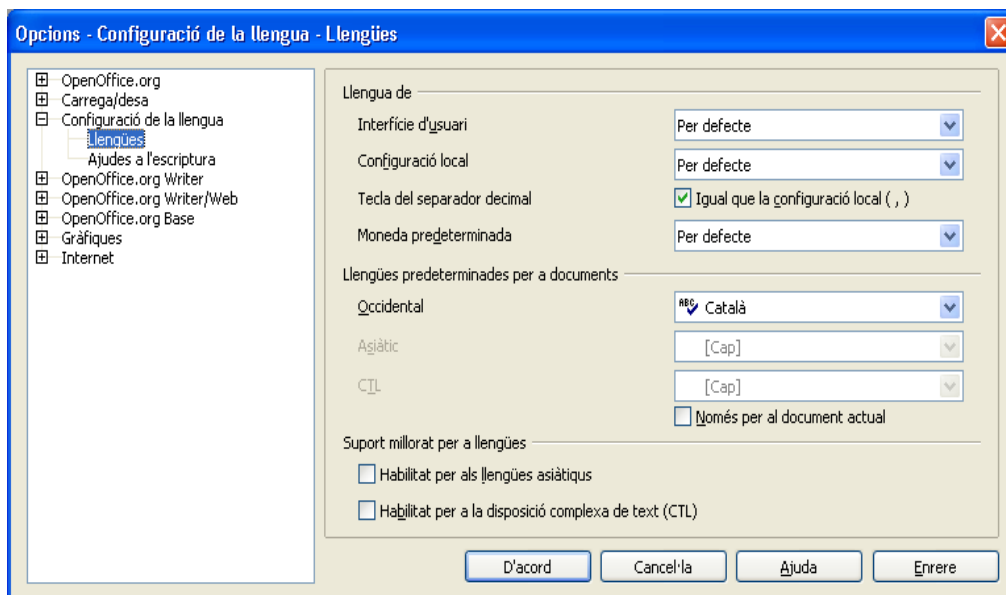 Opcions - Configuració de la llengua - Llengües
OpenOffice.org
Carrega/desa
Configuració de la llengua
Llengües
Ajudes a l'escriptura
OpenOffice.org Writer
OpenOffice.org Writer/Web
OpenOffice.org Base
Gràfiques
Internet
Llengua de
Interfície d'usuari
Per defecte
Configuració local
Per defecte
Tecla del separador decimal
Igual que la configuració local ( , )
Moneda predeterminada
Per defecte
Llengües predeterminades per a documents
Occidental
ABC Català
Asiàtic
[Cap]
CTL
[Cap]
Només per al document actual
Suport millorat per a llengües
Habilitat per als llengües asiàtiqus
Habilitat per a la disposició complexa de text (CTL)
D'acord
Cancel·la
Ajuda
Enrere